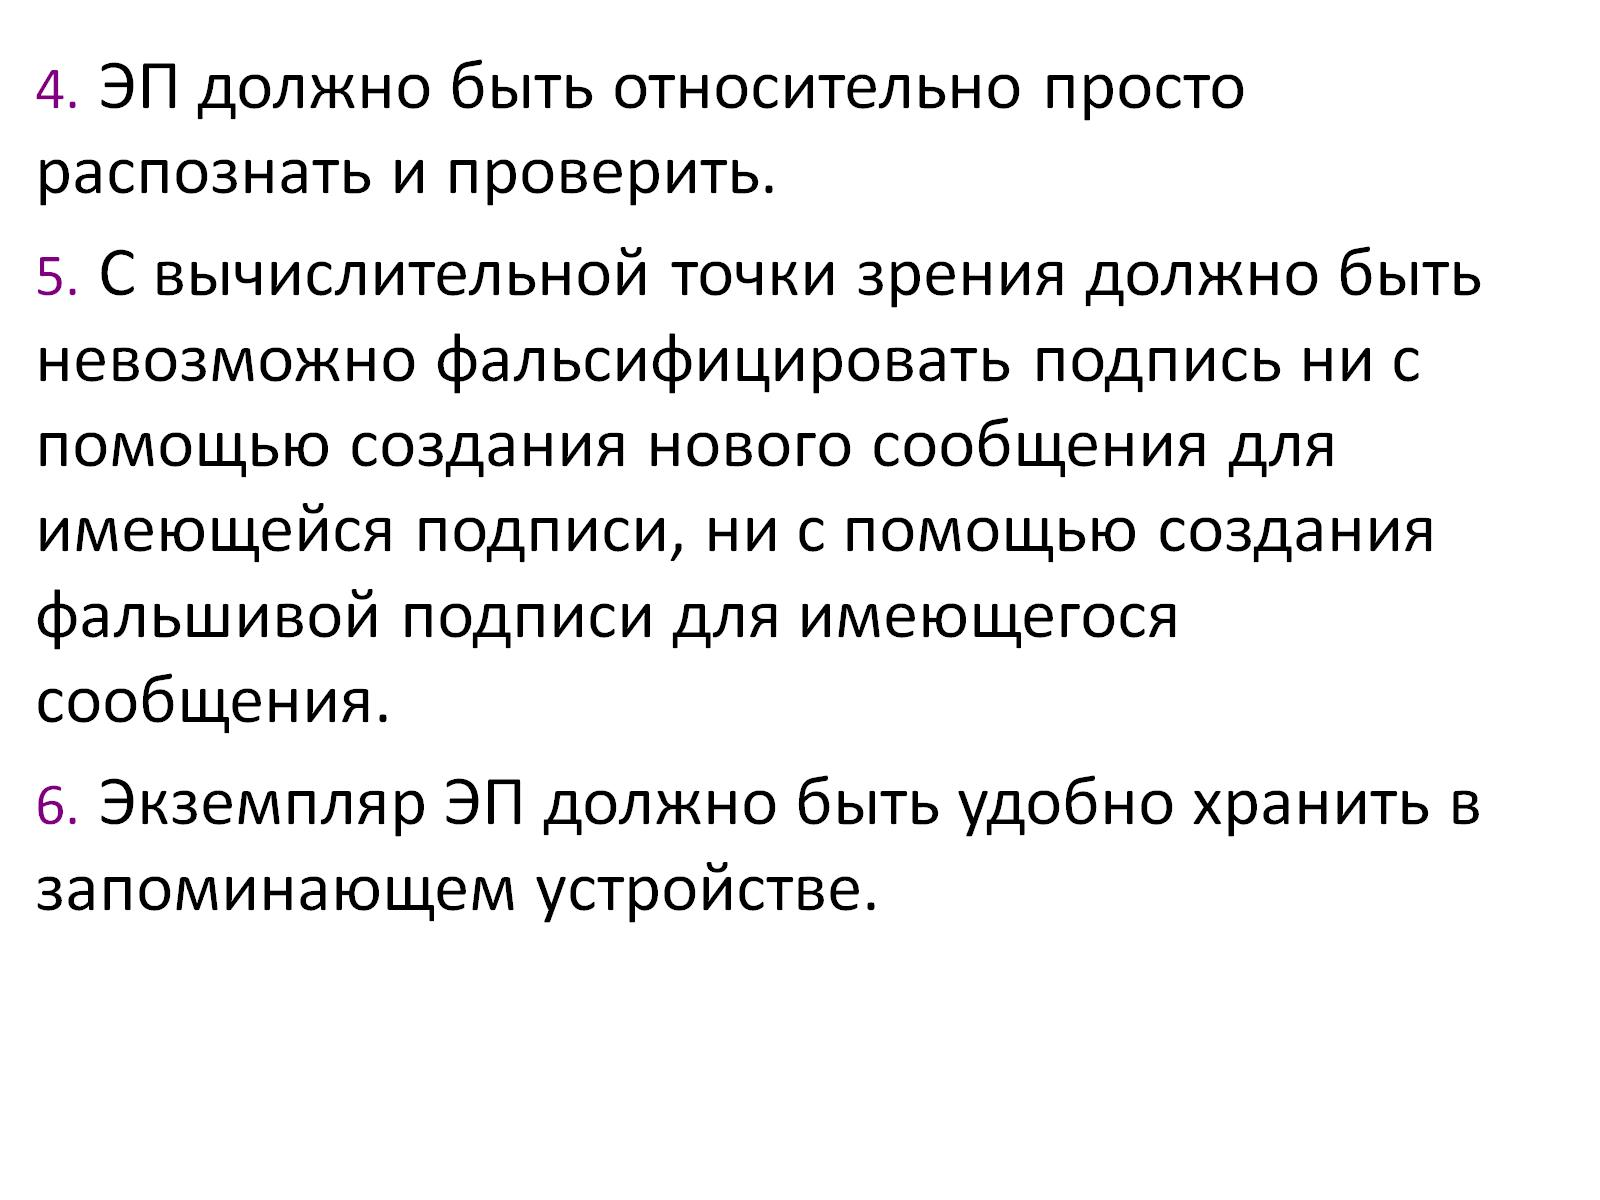 4. ЭП должно быть относительно просто
распознать и проверить.
5. С вычислительной точки зрения должно быть
невозможно фальсифицировать подпись ни с
помощью создания нового сообщения для
имеющейся подписи, ни с помощью создания
фальшивой подписи для имеющегося
сообщения.
6. Экземпляр ЭП должно быть удобно хранить в
запоминающем устройстве.